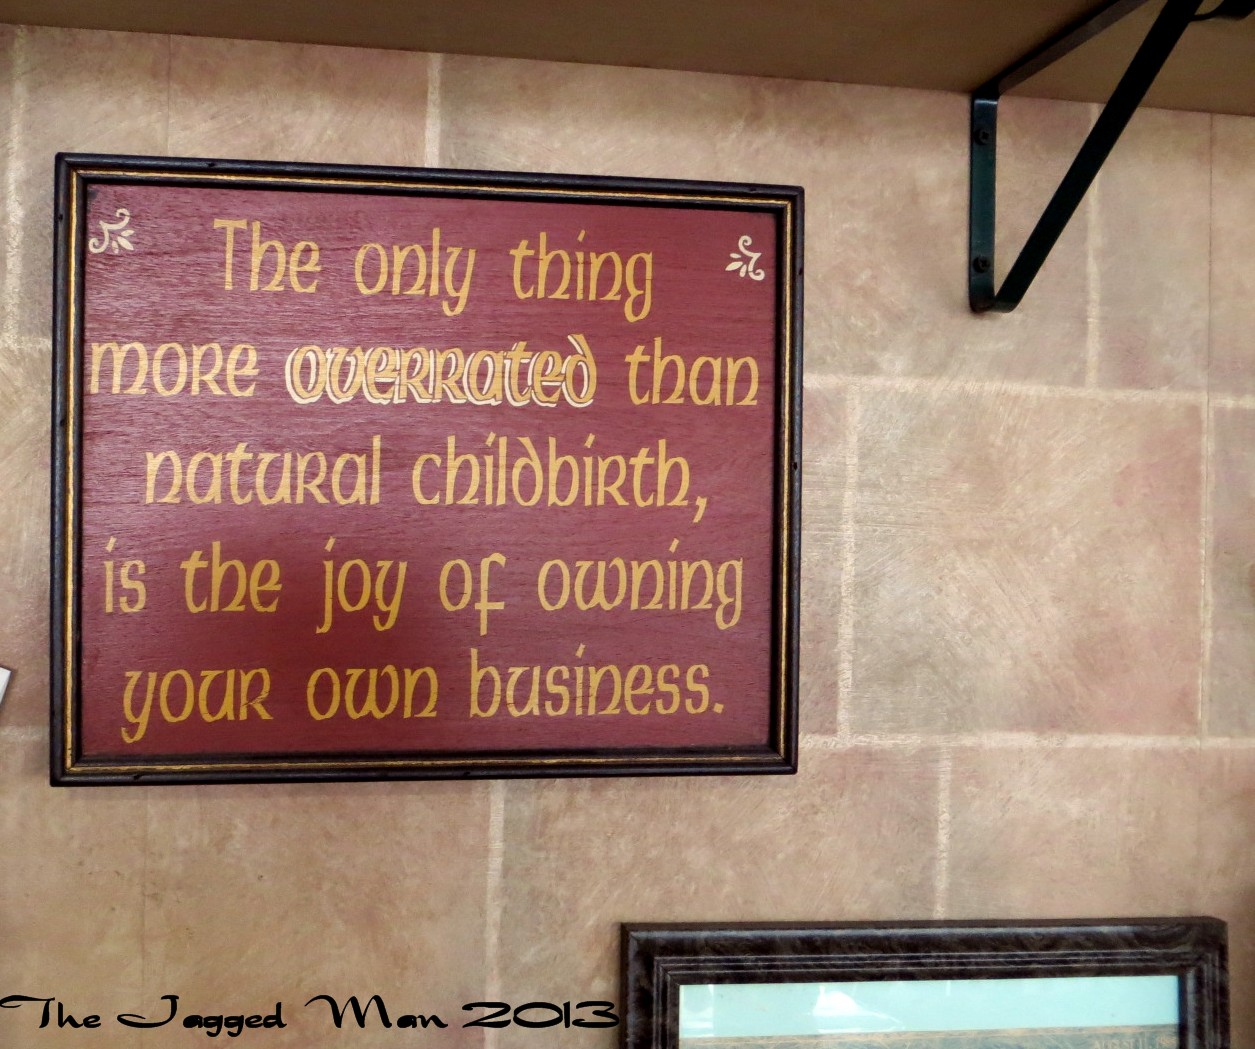 The only thing
more overrated than
natural childbirth,
is the joy of owning
your own business.
The Jagged Man 2013